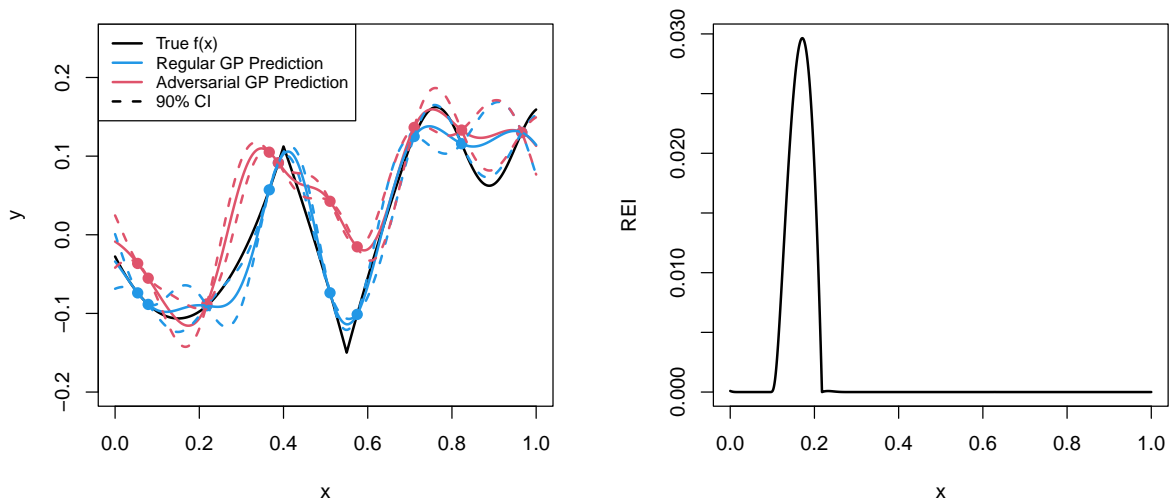 True f(x)
Regular GP Prediction
Adversarial GP Prediction
90% CI
y
0.2
0.1
0.0
−0.1
−0.2
0.0 0.2 0.4 0.6 0.8 1.0
x
REI
0.030
0.020
0.010
0.000
0.0 0.2 0.4 0.6 0.8 1.0
x